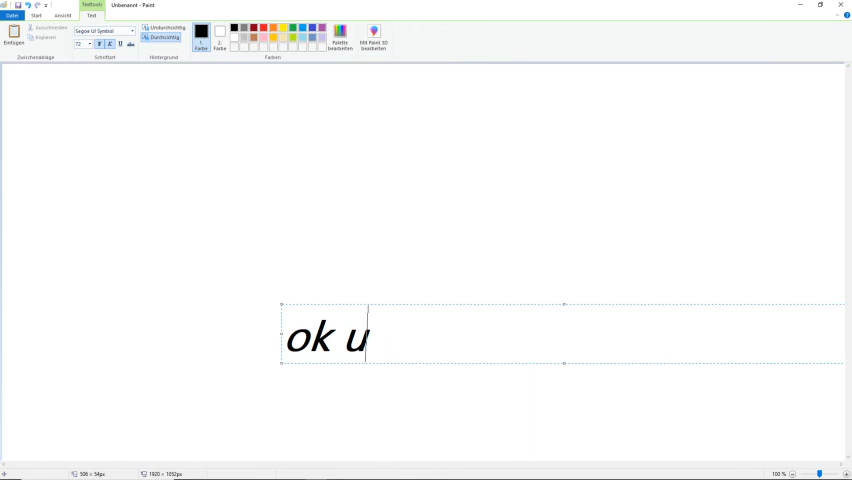 Texttools
Unbenannt - Paint
Datei Start Ansicht Text
Einfügen
Ausschneiden
Kopieren
Zwischenablage
Segoe UI Symbol
72 F K U abc
Schriftart
Undurchsichtig
Durchsichtig
Hintergrund
1. Farbe
2. Farbe
Palette bearbeiten
Farben
Mit Paint 3D bearbeiten
ok u
506 × 54px
1920 × 1052px
100 %